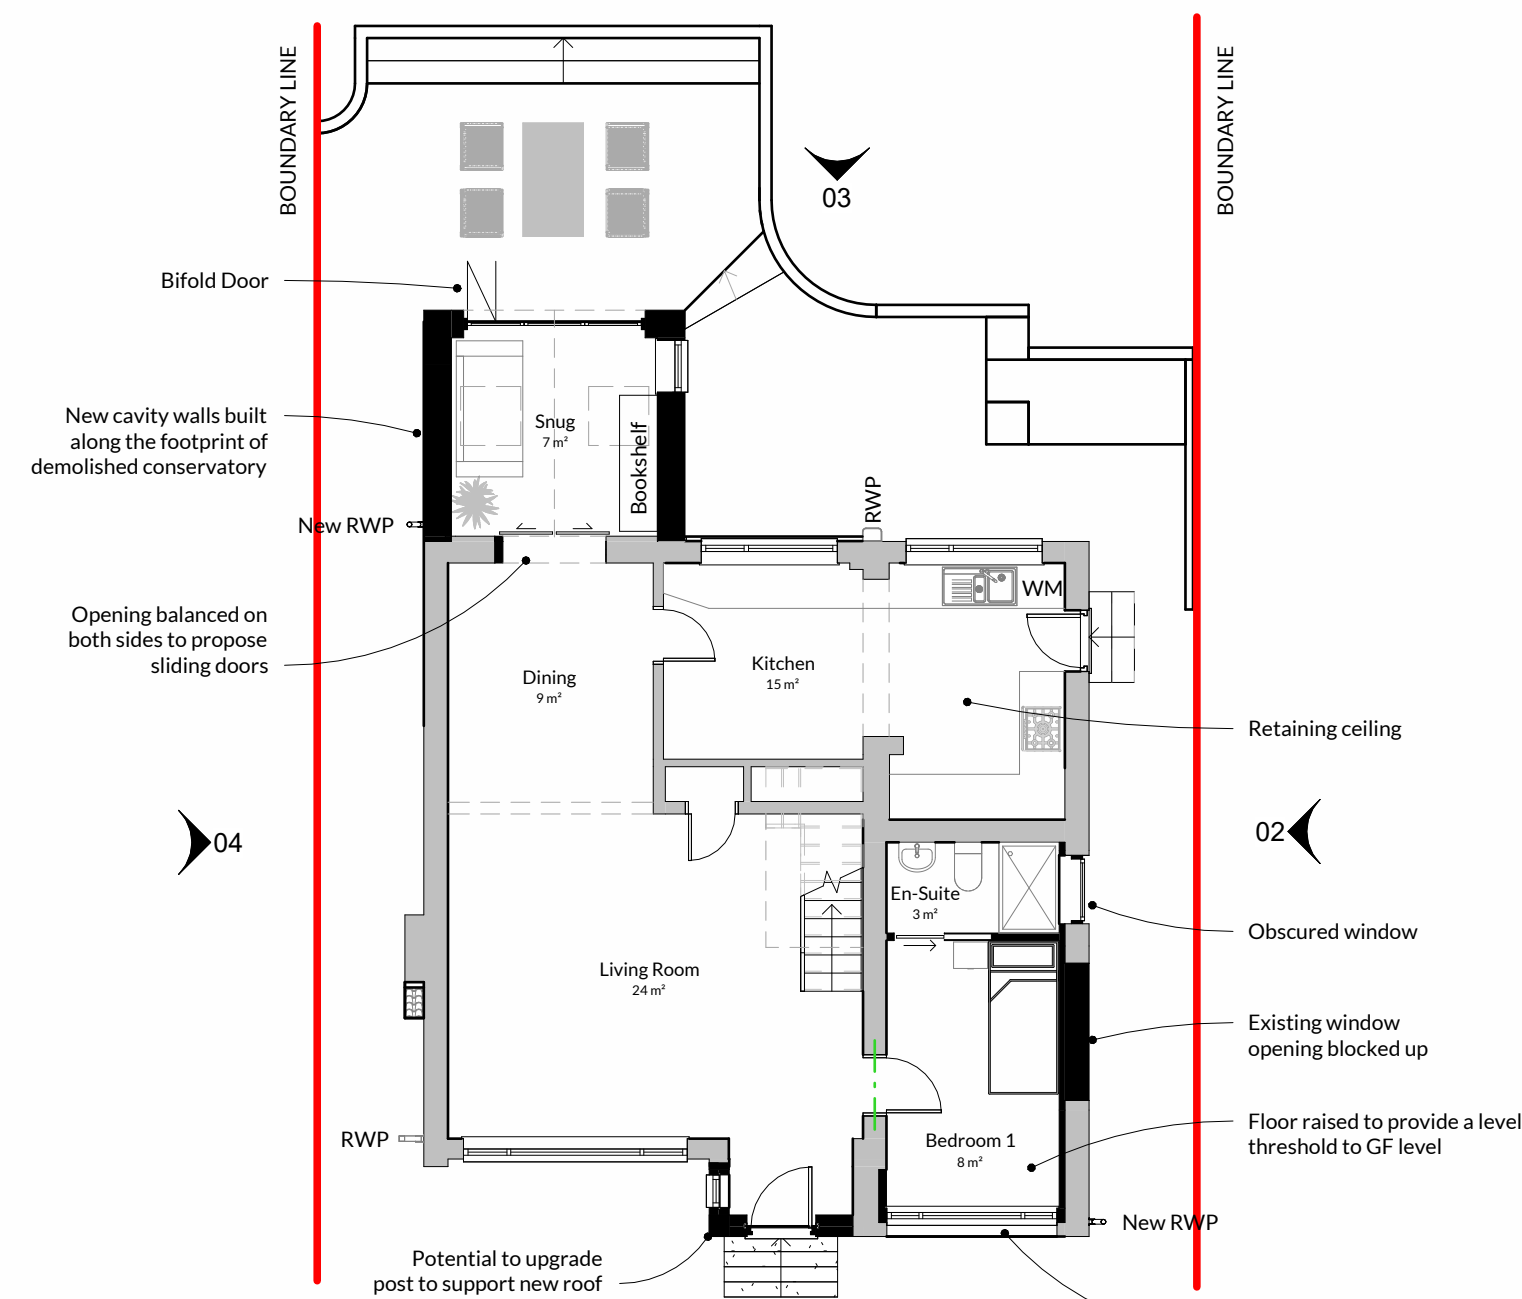 BOUNDARY LINE
BOUNDARY LINE
03
Bifold Door
New cavity walls built
along the footprint of
demolished conservatory
Snug
7 m²
Bookshelf
New RWP
RWP
Opening balanced on
both sides to propose
sliding doors
WM
Dining
9 m²
Kitchen
15 m²
Retaining ceiling
04
02
En-Suite
3 m²
Obscured window
Living Room
24 m²
Existing window
opening blocked up
RWP
Bedroom 1
8 m²
Floor raised to provide a level
threshold to GF level
New RWP
Potential to upgrade
post to support new roof